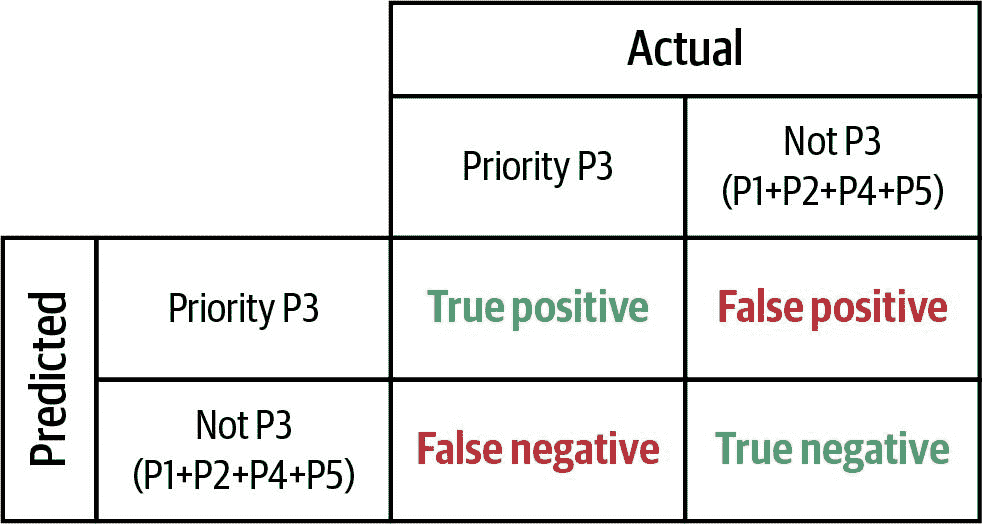 Actual
Priority P3
Not P3
(P1+P2+P4+P5)
Predicted
Priority P3
True positive
False positive
Not P3
(P1+P2+P4+P5)
False negative
True negative